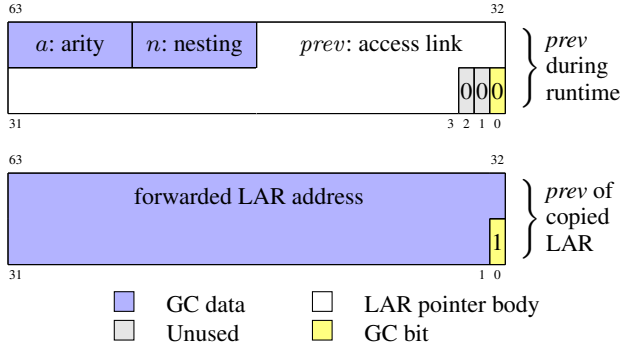 63 32
a: arity n: nesting prev: access link
0 0 0
31 3 2 1 0
prev
during
runtime
63 32
forwarded LAR address
1
31 1 0
prev of
copied
LAR
GC data LAR pointer body
Unused GC bit